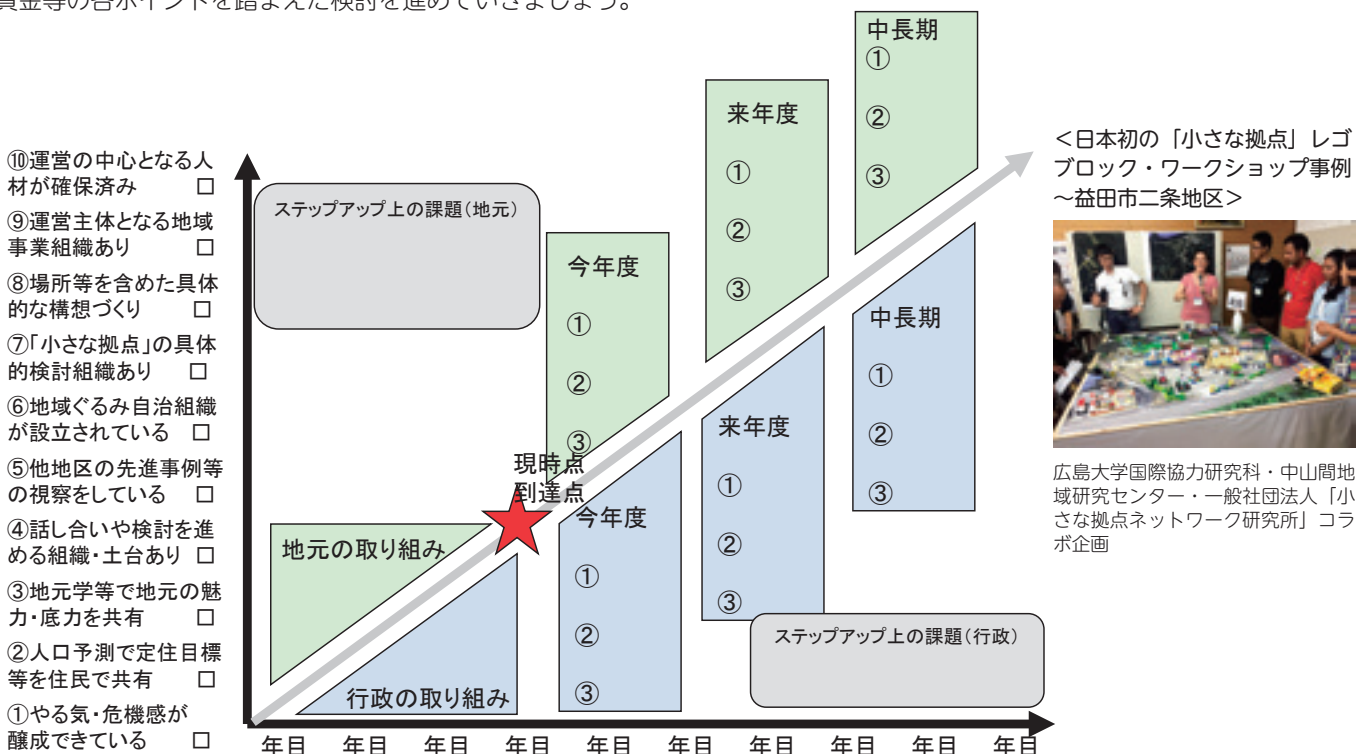 賃金等の各ポイントを踏まえた検討を進めていきましょう。
⑩運営の中心となる人
材が確保済み □
⑨運営主体となる地域
事業組織あり □
⑧場所等を含めた具体
的な構想づくり □
⑦「小さな拠点」の具体
的検討組織あり □
⑥地域ぐるみ自治組織
が設立されている □
⑤他地区の先進事例等
の視察をしている □
④話し合いや検討を進
める組織・土台あり □
③地元学等で地元の魅
力・底力を共有 □
②人口予測で定住目標
等を住民で共有 □
①やる気・危機感が
醸成できている □
ステップアップ上の課題(地元)
地元の取り組み
行政の取り組み
現時点
到達点
今年度
①
②
③
来年度
①
②
③
中長期
①
②
③
今年度
①
②
③
来年度
①
②
③
中長期
①
②
③
ステップアップ上の課題(行政)
年目 年目 年目 年目 年目 年目 年目 年目 年目 年目
＜日本初の「小さな拠点」レゴ
ブロック・ワークショップ事例
～益田市二条地区＞
広島大学国際協力研究科・中山間地
域研究センター・一般社団法人「小
さな拠点ネットワーク研究所」コラ
ボ企画